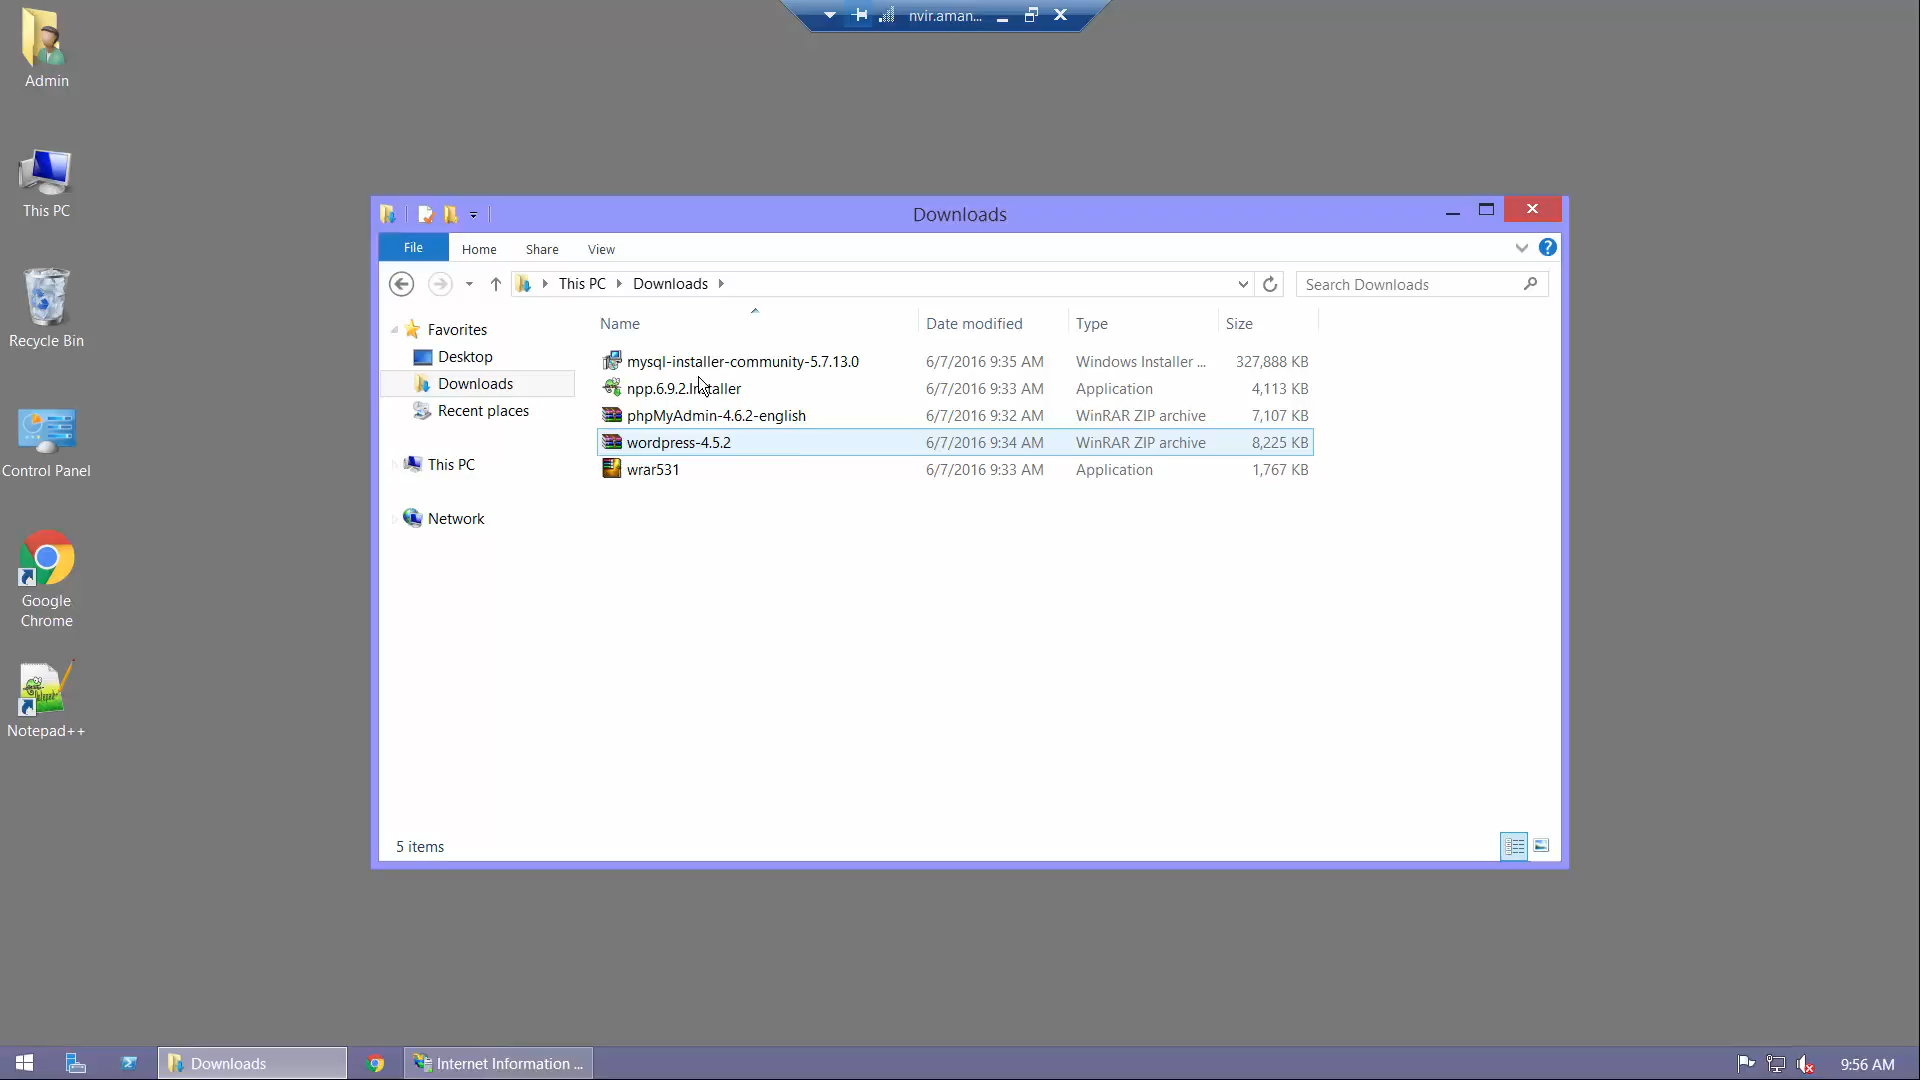 nvir.aman...
Admin
This PC
Recycle Bin
Control Panel
Google
Chrome
Notepad++
Downloads
File
Home
Share
View
This PC
Downloads
Search Downloads
Favorites
Desktop
Downloads
Recent places
This PC
Network
Name Date modified Type Size
mysql-installer-community-5.7.13.0 6/7/2016 9:35 AM Windows Installer ... 327,888 KB
npp.6.9.2.Installer 6/7/2016 9:33 AM Application 4,113 KB
phpMyAdmin-4.6.2-english 6/7/2016 9:32 AM WinRAR ZIP archive 7,107 KB
wordpress-4.5.2 6/7/2016 9:34 AM WinRAR ZIP archive 8,225 KB
wrar531 6/7/2016 9:33 AM Application 1,767 KB
5 items
Downloads
Internet Information ...
9:56 AM